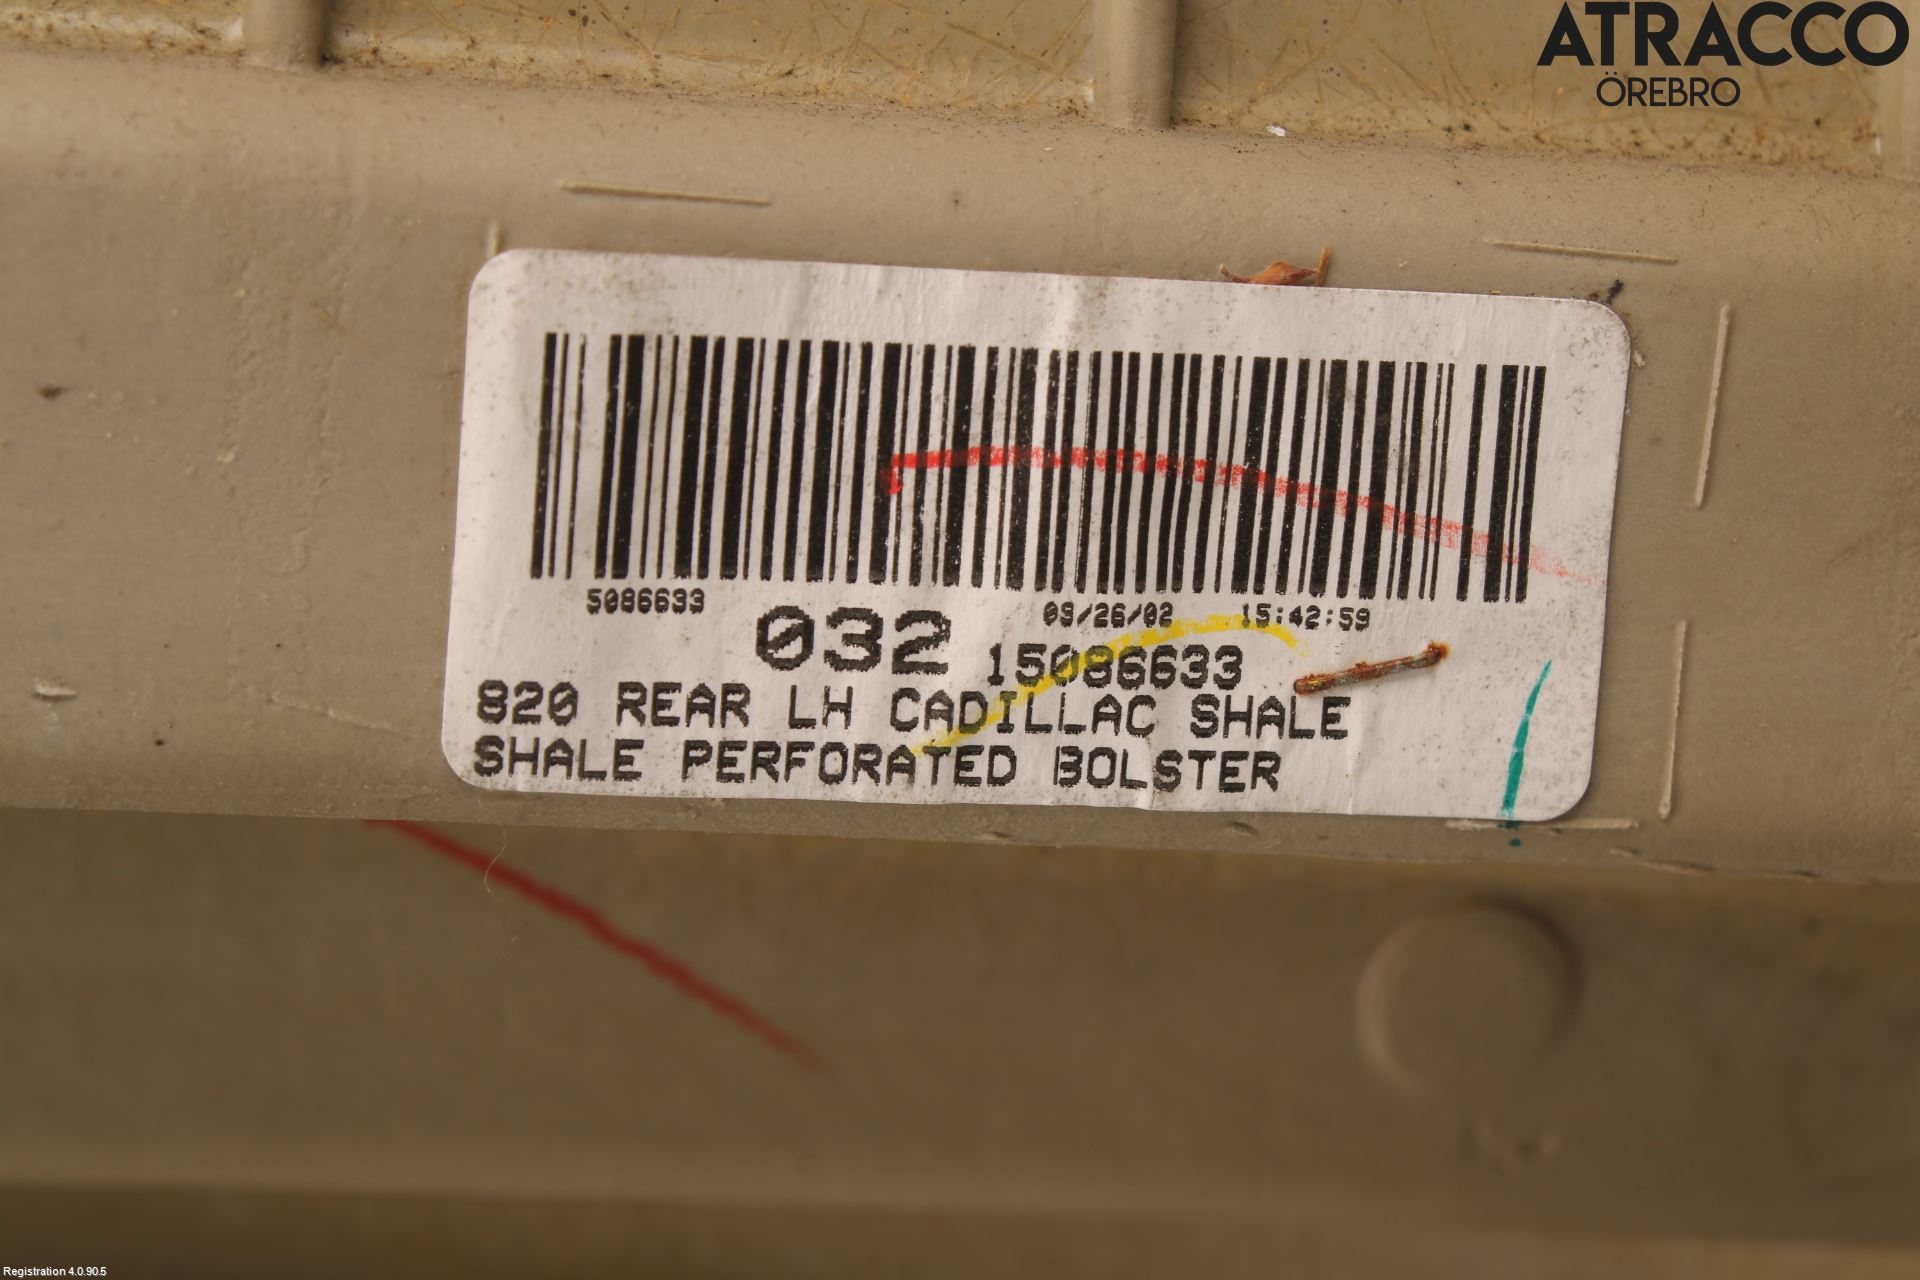 ATRACCO
ÖREBRO
5086633
032
09/26/02 15:42:59
15086633
820 REAR LH CADILLAC SHALE
SHALE PERFORATED BOLSTER
Registration 4.0.90.5